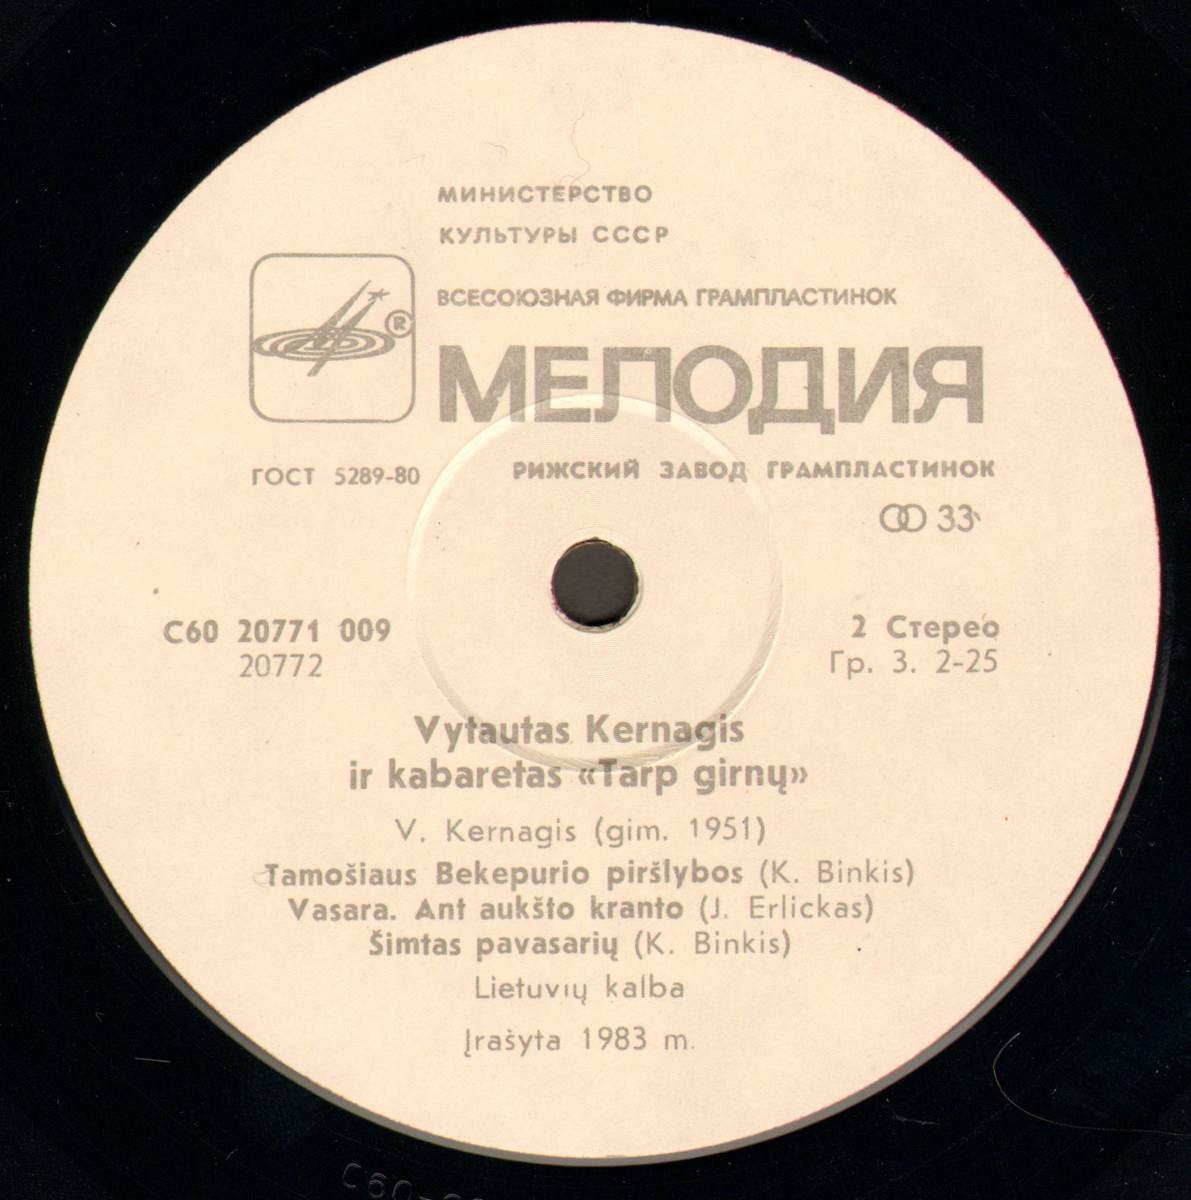 МИНИСТЕРСТВО
КУЛЬТУРЫ СССР
ВСЕСОЮЗНАЯ ФИРМА ГРАМПЛАСТИНОК
®
МЕЛОДИЯ
ГОСТ 5289-80
РИЖСКИЙ ЗАВОД ГРАМПЛАСТИНОК
33
С60 20771 009
20772
2 Стерео
Гр. 3. 2-25
Vytautas Kernagis
ir kabaretas «Tarp girnų»
V. Kernagis (gim. 1951)
Tamošiaus Bekepurio piršlybos (K. Binkis)
Vasara. Ant aukšto kranto (J. Erlickas)
Šimtas pavasarių (K. Binkis)
Lietuvių kalba
Įrašyta 1983 m.